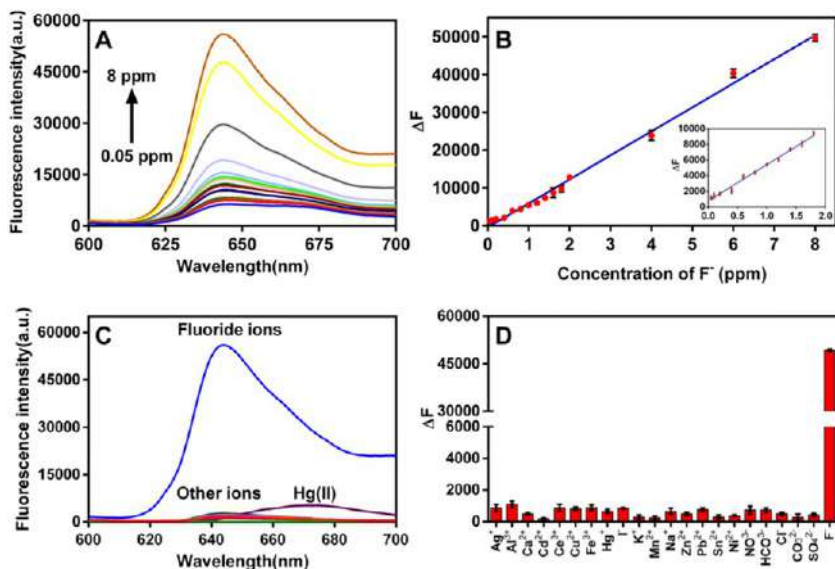 A
8 ppm
0.05 ppm
Fluorescence intensity(a.u.)
60000
45000
30000
15000
0
600 625 650 675 700
Wavelength(nm)
B
ΔF
50000
40000
30000
20000
10000
0
0 2 4 6 8
Concentration of F⁻ (ppm)
ΔF
10000
8000
6000
4000
2000
0
0.0 0.5 1.0 1.5 2.0
C
Fluoride ions
Other ions
Hg(II)
Fluorescence intensity(a.u.)
60000
45000
30000
15000
0
600 620 640 660 680 700
Wavelength(nm)
D
ΔF
60000
45000
30000
6000
4000
2000
0
Ag⁺
Al³⁺
Ca²⁺
Cd²⁺
Ce³⁺
Cu²⁺
Fe³⁺
I⁻
K⁺
Mn²⁺
Na⁺
Zn²⁺
Pb²⁺
Sn²⁺
Ni²⁺
NO³⁻
HCO³⁻
Cl⁻
CO₃²⁻
SO₄²⁻
F⁻